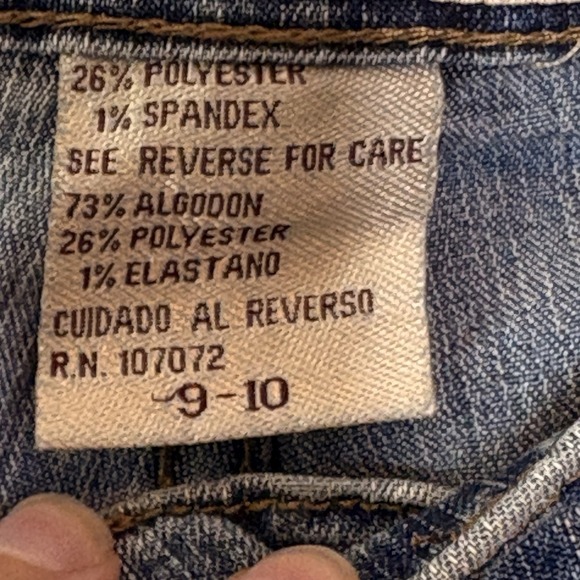 26% POLYESTER
1% SPANDEX
SEE REVERSE FOR CARE
73% ALGODON
26% POLYESTER
1% ELASTANO
CUIDADO AL REVERSO
R.N. 107072
9-10